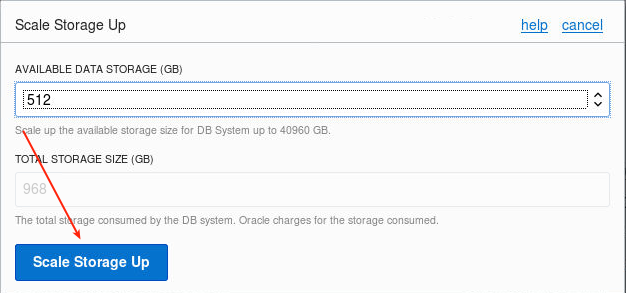 Scale Storage Up help cancel
AVAILABLE DATA STORAGE (GB)
512
Scale up the available storage size for DB System up to 40960 GB.
TOTAL STORAGE SIZE (GB)
968
The total storage consumed by the DB system. Oracle charges for the storage consumed.
Scale Storage Up